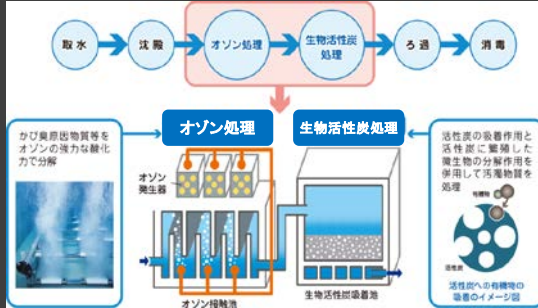 取水
沈殿
オゾン処理
生物活性炭
処理
ろ過
消毒
オゾン処理
生物活性炭処理
かび臭原因物質等を
オゾンの強力な酸化
力で分解
オゾン
発生器
オゾン接触池
生物活性炭吸着池
活性炭の吸着作用と
活性炭に繁殖した
微生物の分解作用を
併用して汚濁物質を
処理
有機物
活性炭
活性炭への有機物の
吸着のイメージ図